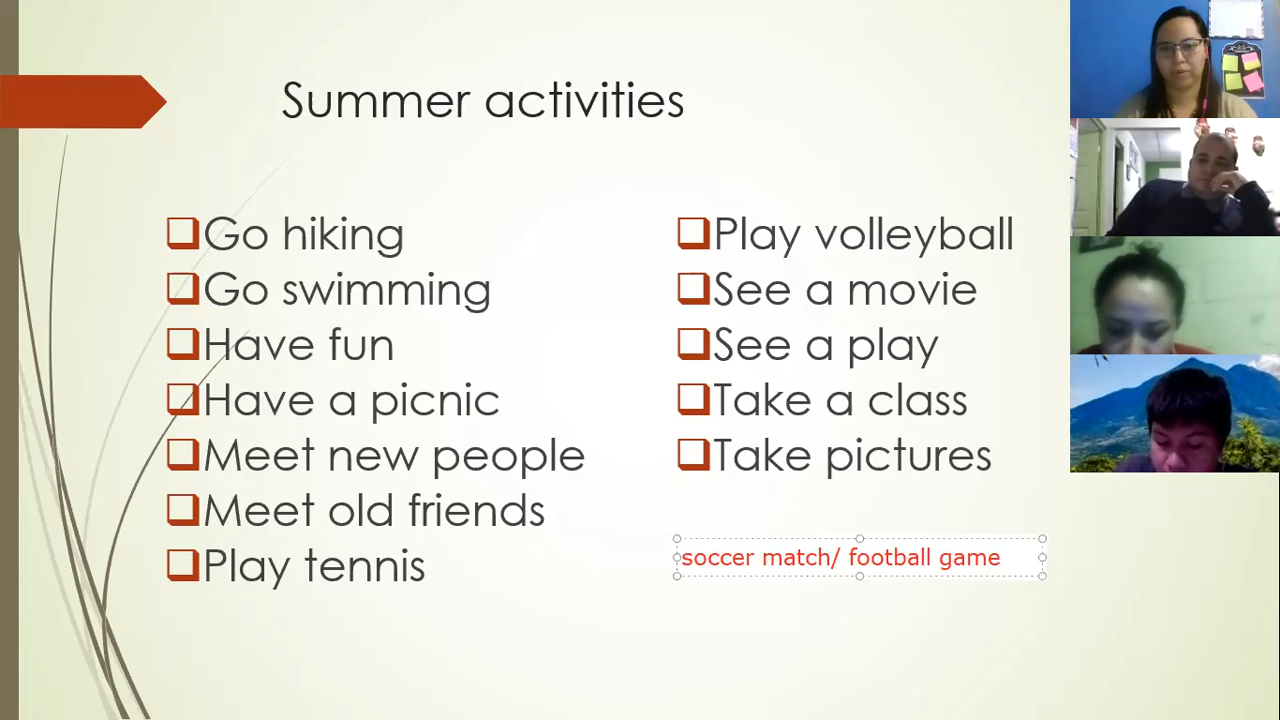 Summer activities
Go hiking
Go swimming
Have fun
Have a picnic
Meet new people
Meet old friends
Play tennis
Play volleyball
See a movie
See a play
Take a class
Take pictures
soccer match/ football game